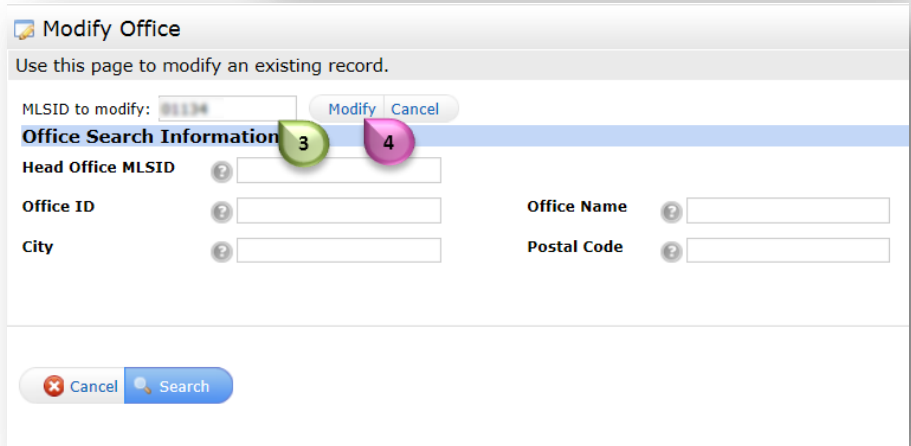 Modify Office
Use this page to modify an existing record.
MLSID to modify: Modify Cancel
Office Search Information
3 4
Head Office MLSID ?
Office ID ? Office Name ?
City ? Postal Code ?
Cancel Search